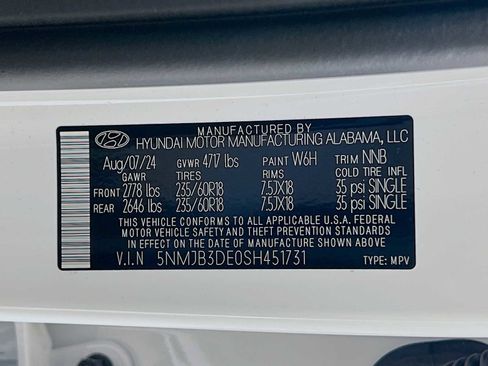 MANUFACTURED BY
HYUNDAI MOTOR MANUFACTURING ALABAMA, LLC
Aug/07/24 GVWR 4717 lbs PAINT W6H TRIM NNB
GAWR TIRES RIMS COLD TIRE INFL
FRONT 2778 lbs 235/60R18 7.5JX18 35 psi SINGLE
REAR 2646 lbs 235/60R18 7.5JX18 35 psi SINGLE
THIS VEHICLE CONFORMS TO ALL APPLICABLE U.S.A. FEDERAL
MOTOR VEHICLE SAFETY AND THEFT PREVENTION STANDARDS
IN EFFECT ON THE DATE OF MANUFACTURE SHOWN ABOVE
V.I.N 5NMJB3DE0SH451731 TYPE: MPV